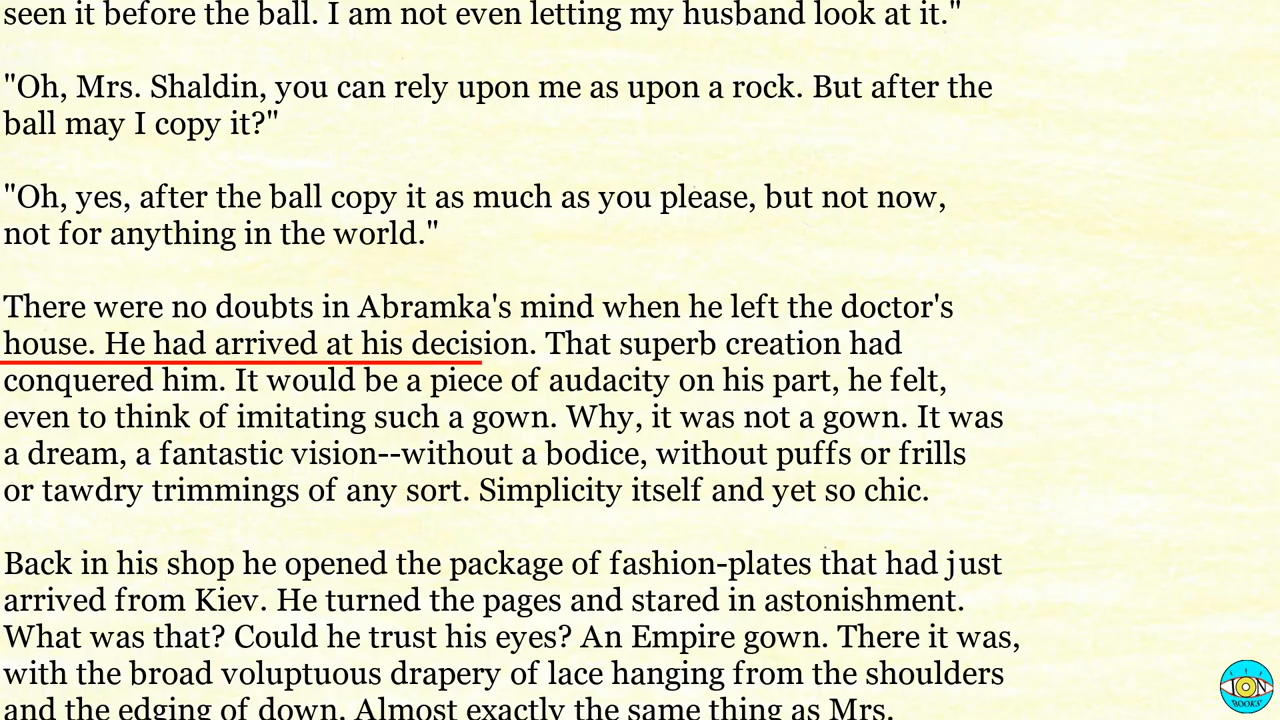 seen it before the ball. I am not even letting my husband look at it."
"Oh, Mrs. Shaldin, you can rely upon me as upon a rock. But after the
ball may I copy it?"
"Oh, yes, after the ball copy it as much as you please, but not now,
not for anything in the world."
There were no doubts in Abramka's mind when he left the doctor's
house. He had arrived at his decision. That superb creation had
conquered him. It would be a piece of audacity on his part, he felt,
even to think of imitating such a gown. Why, it was not a gown. It was
a dream, a fantastic vision--without a bodice, without puffs or frills
or tawdry trimmings of any sort. Simplicity itself and yet so chic.
Back in his shop he opened the package of fashion-plates that had just
arrived from Kiev. He turned the pages and stared in astonishment.
What was that? Could he trust his eyes? An Empire gown. There it was,
with the broad voluptuous drapery of lace hanging from the shoulders
and the edging of down. Almost exactly the same thing as Mrs.
ION
BOOKS